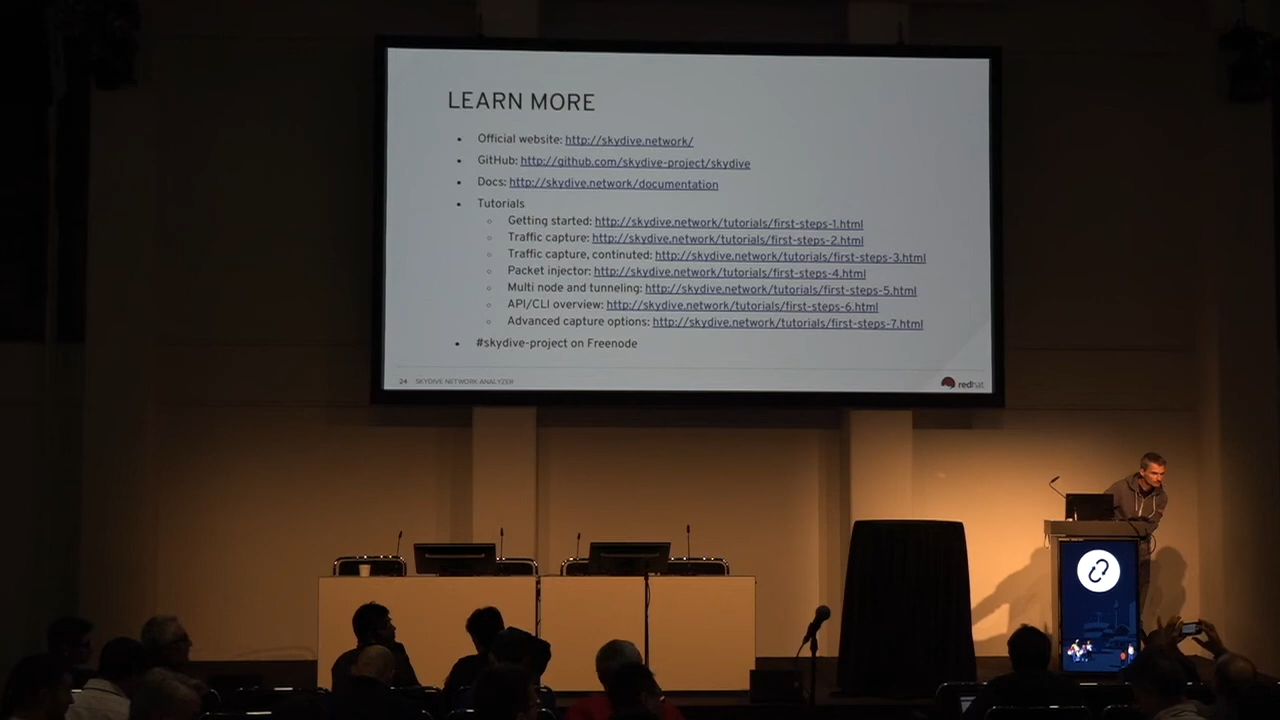 LEARN MORE
• Official website: http://skydive.network/
• GitHub: http://github.com/skydive-project/skydive
• Docs: http://skydive.network/documentation
• Tutorials
○ Getting started: http://skydive.network/tutorials/first-steps-1.html
○ Traffic capture: http://skydive.network/tutorials/first-steps-2.html
○ Traffic capture, continuted: http://skydive.network/tutorials/first-steps-3.html
○ Packet injector: http://skydive.network/tutorials/first-steps-4.html
○ Multi node and tunneling: http://skydive.network/tutorials/first-steps-5.html
○ API/CLI overview: http://skydive.network/tutorials/first-steps-6.html
○ Advanced capture options: http://skydive.network/tutorials/first-steps-7.html
• #skydive-project on Freenode
24 SKYDIVE NETWORK ANALYZER
redhat